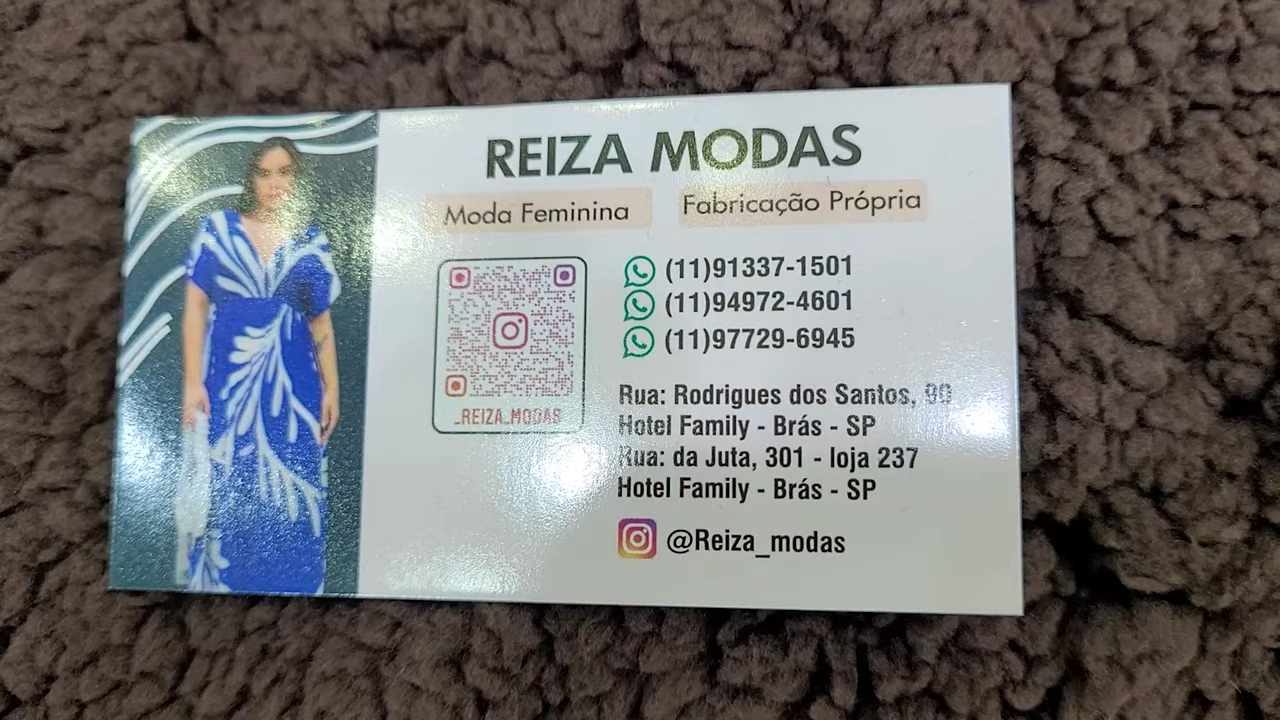 REIZA MODAS
Moda Feminina
Fabricação Própria
_REIZA_MODAS
(11)91337-1501
(11)94972-4601
(11)97729-6945
Rua: Rodrigues dos Santos, 90
Hotel Family - Brás - SP
Rua: da Juta, 301 - loja 237
Hotel Family - Brás - SP
@Reiza_modas